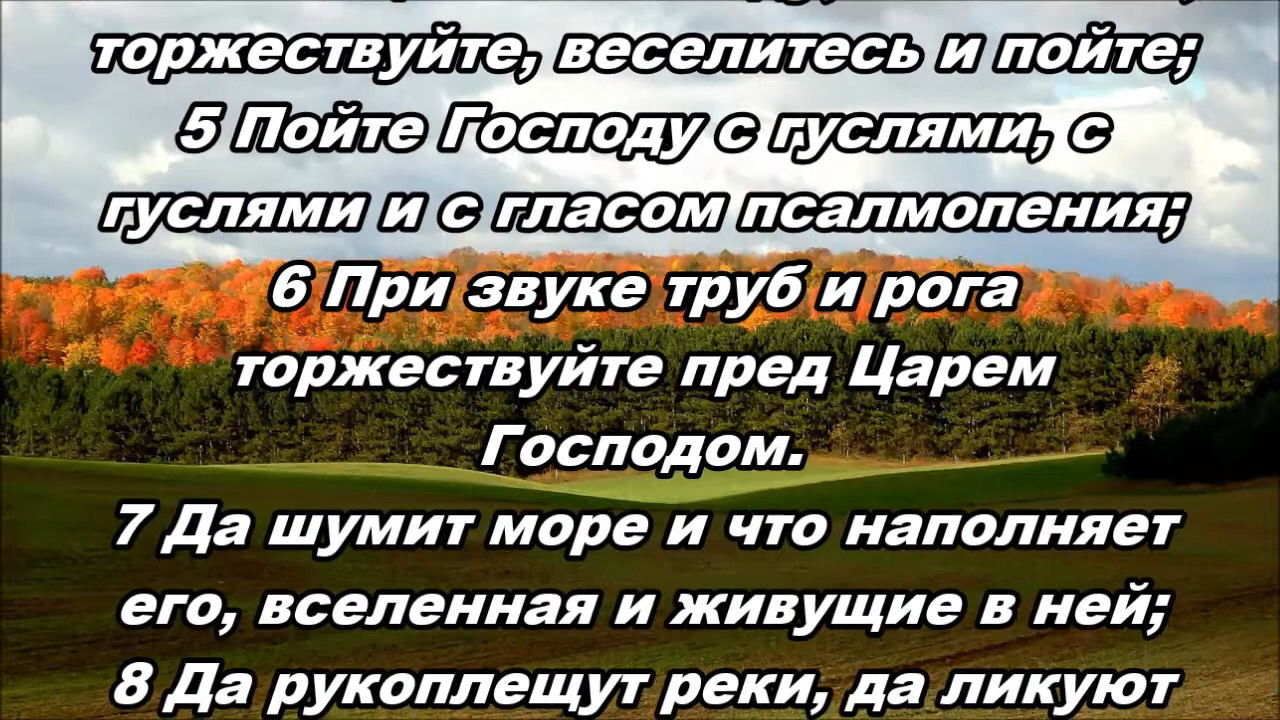 торжествуйте, веселитесь и пойте;
5 Пойте Господу с гуслями, с
гуслями и с гласом псалмопения;
6 При звуке труб и рога
торжествуйте пред Царем
Господом.
7 Да шумит море и что наполняет
его, вселенная и живущие в ней;
8 Да рукоплещут реки, да ликуют